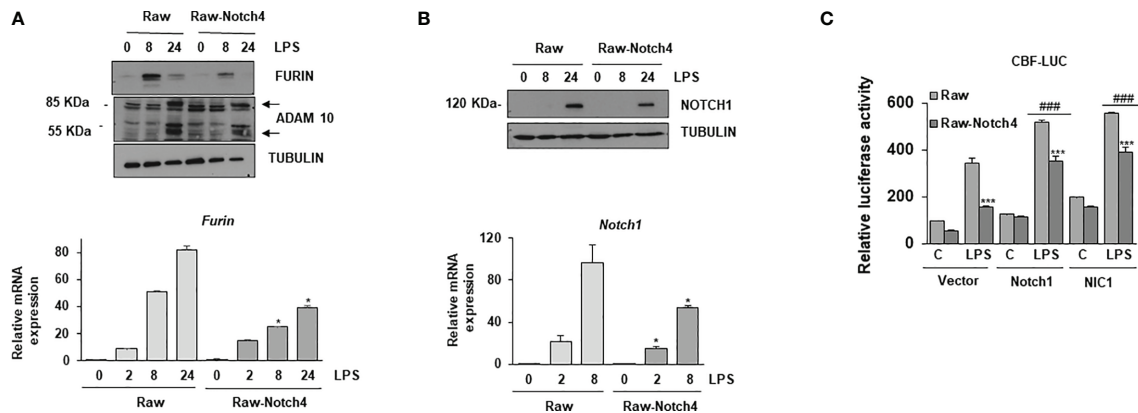 A
Raw Raw-Notch4
0 8 24 0 8 24 LPS
FURIN
85 KDa -
ADAM 10
55 KDa -
TUBULIN
Furin
Relative mRNA
expression
80
60
40
20
0
* *
0 2 8 24 0 2 8 24 LPS
Raw Raw-Notch4
B
Raw Raw-Notch4
0 8 24 0 8 24 LPS
120 KDa- NOTCH1
TUBULIN
Notch1
Relative mRNA
expression
120
80
40
0
* *
0 2 8 0 2 8 LPS
Raw Raw-Notch4
C
CBF-LUC
Raw
Raw-Notch4
Relative luciferase activity
600
400
200
0
### ###
*** *** ***
C LPS C LPS C LPS
Vector Notch1 NIC1